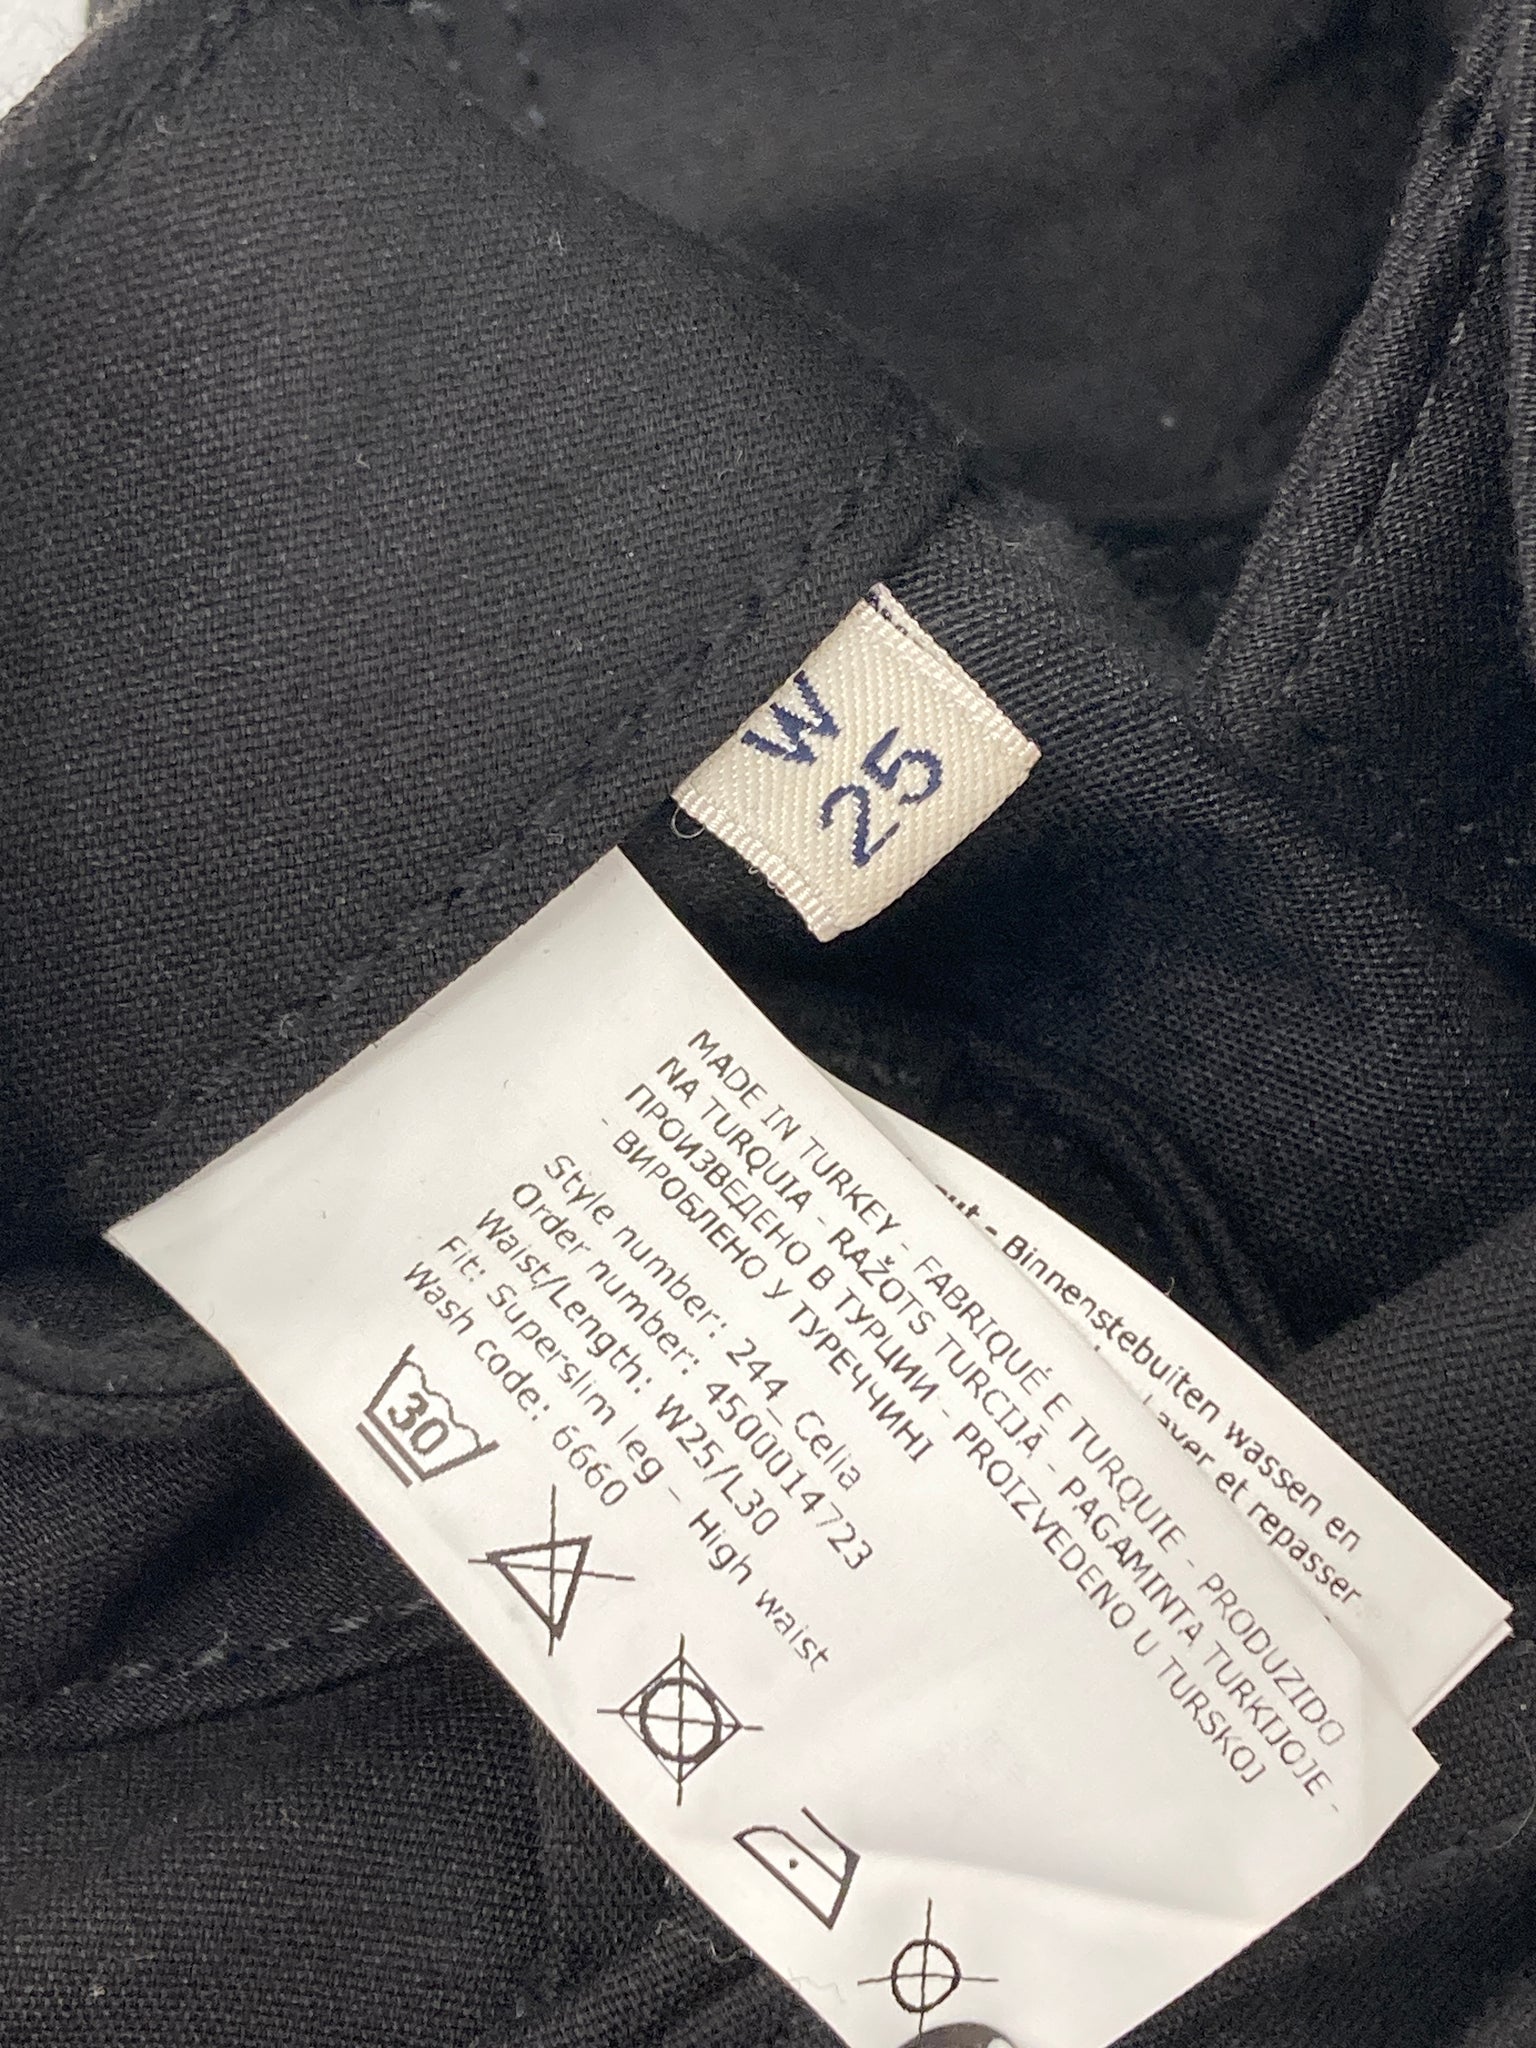 W
25
MADE IN TURKEY - FABRIQUÉ E TURQUIE - PRODUZIDO
NA TURQUIA - RAŽOTS TURCIJĀ - PAGAMINTA TURKIJOJE -
ПРОИЗВЕДЕНО В ТУРЦИИ - PROIZVEDENO U TURSKOJ
- ВИРОБЛЕНО У ТУРЕЧЧИНІ
Style number: 244_Celia
Order number: 4500014723
Waist/Length: W25/L30
Fit: Superslim leg - High waist
Wash code: 6660
30
- Binnenstebuiten wassen en
Laver et repasser